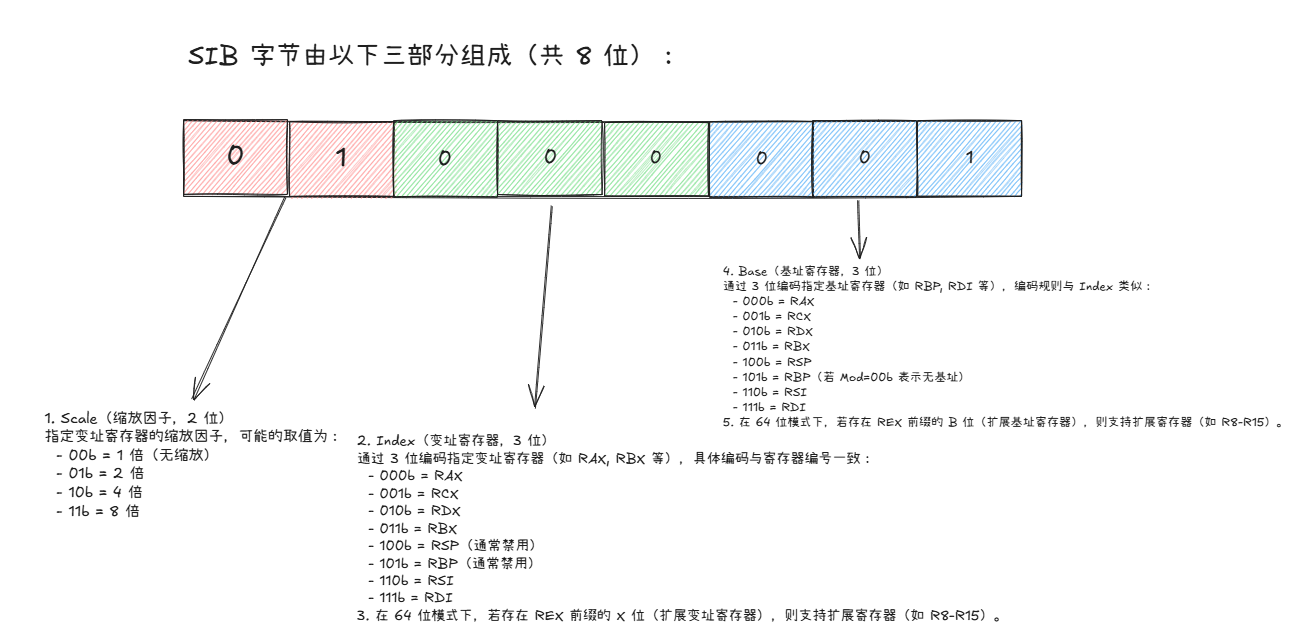 SIB 字节由以下三部分组成（共 8 位）：
0 1 0 0 0 0 0 1
1. Scale（缩放因子，2 位）
指定变址寄存器的缩放因子，可能的取值为：
- 00b = 1 倍（无缩放）
- 01b = 2 倍
- 10b = 4 倍
- 11b = 8 倍
2. Index（变址寄存器，3 位）
通过 3 位编码指定变址寄存器（如 RAX, RBX 等），具体编码与寄存器编号一致：
- 000b = RAX
- 001b = RCX
- 010b = RDX
- 011b = RBX
- 100b = RSP（通常禁用）
- 101b = RBP（通常禁用）
- 110b = RSI
- 111b = RDI
3. 在 64 位模式下，若存在 REX 前缀的 X 位（扩展变址寄存器），则支持扩展寄存器（如 R8-R15）。
4. Base（基址寄存器，3 位）
通过 3 位编码指定基址寄存器（如 RBP, RDI 等），编码规则与 Index 类似：
- 000b = RAX
- 001b = RCX
- 010b = RDX
- 011b = RBX
- 100b = RSP
- 101b = RBP（若 Mod=00b 表示无基址）
- 110b = RSI
- 111b = RDI
5. 在 64 位模式下，若存在 REX 前缀的 B 位（扩展基址寄存器），则支持扩展寄存器（如 R8-R15）。